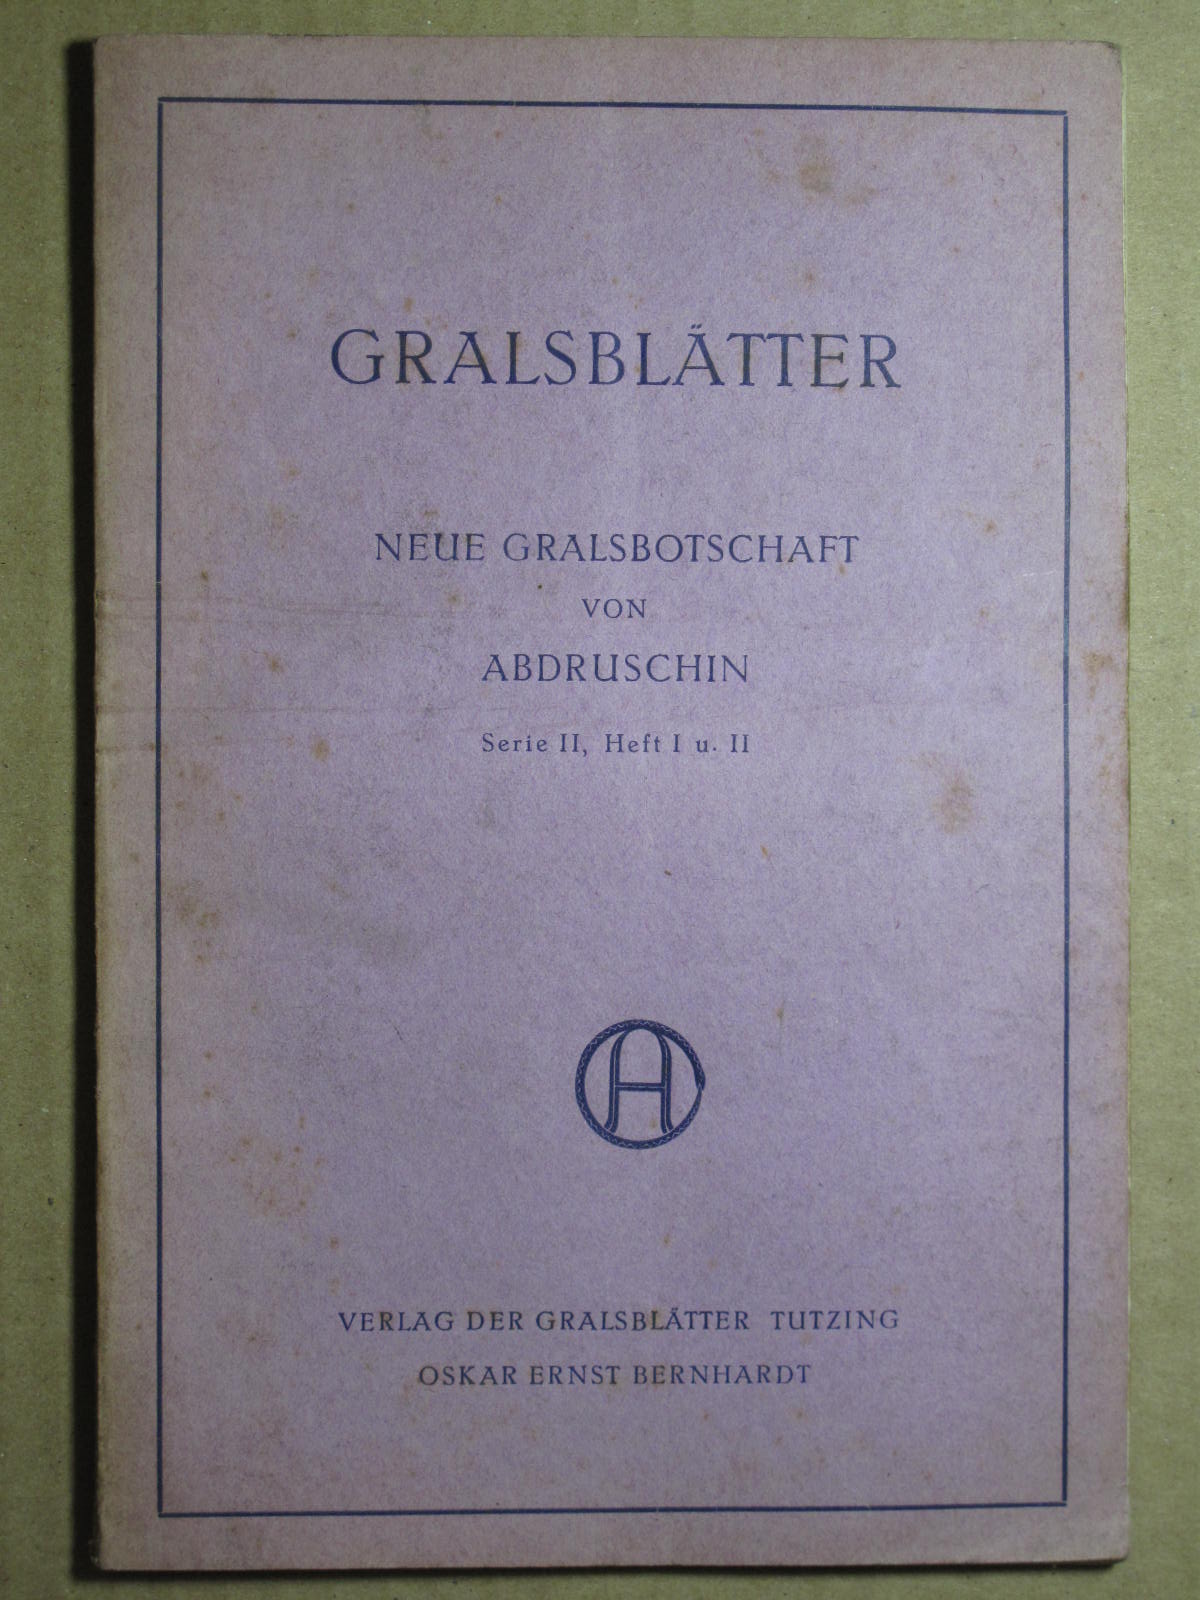 GRALSBLÄTTER
NEUE GRALSBOTSCHAFT
VON
ABDRUSCHIN
Serie II, Heft I u. II
A
VERLAG DER GRALSBLÄTTER TUTZING
OSKAR ERNST BERNHARDT